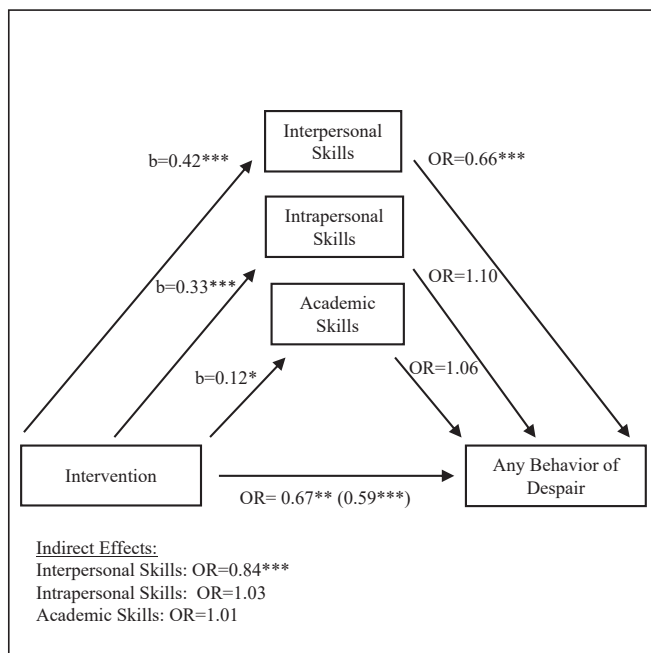 Interpersonal
Skills
b=0.42***
OR=0.66***
Intrapersonal
Skills
b=0.33***
OR=1.10
Academic
Skills
b=0.12*
OR=1.06
Intervention
Any Behavior of
Despair
OR= 0.67** (0.59***)
Indirect Effects:
Interpersonal Skills: OR=0.84***
Intrapersonal Skills:  OR=1.03
Academic Skills: OR=1.01